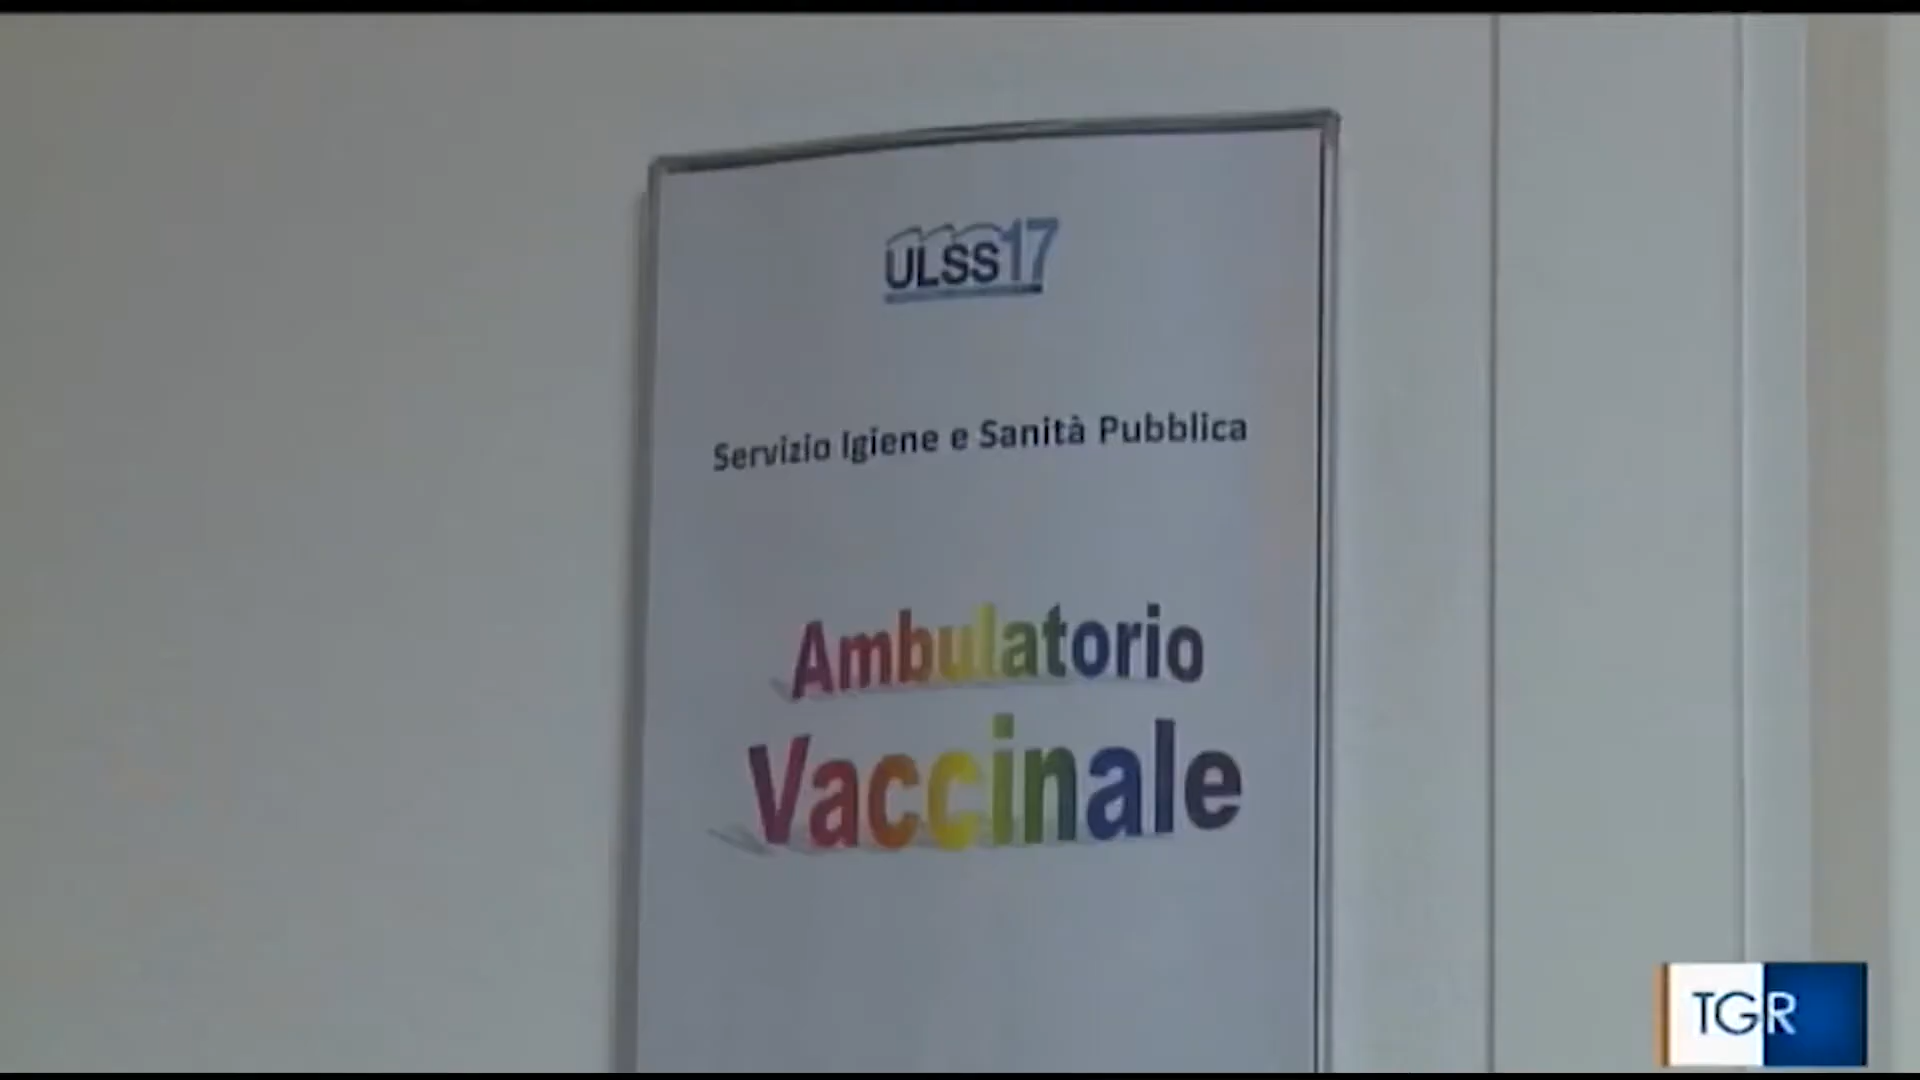 ULSS17
Servizio Igiene e Sanità Pubblica
Ambulatorio
Vaccinale
TGR